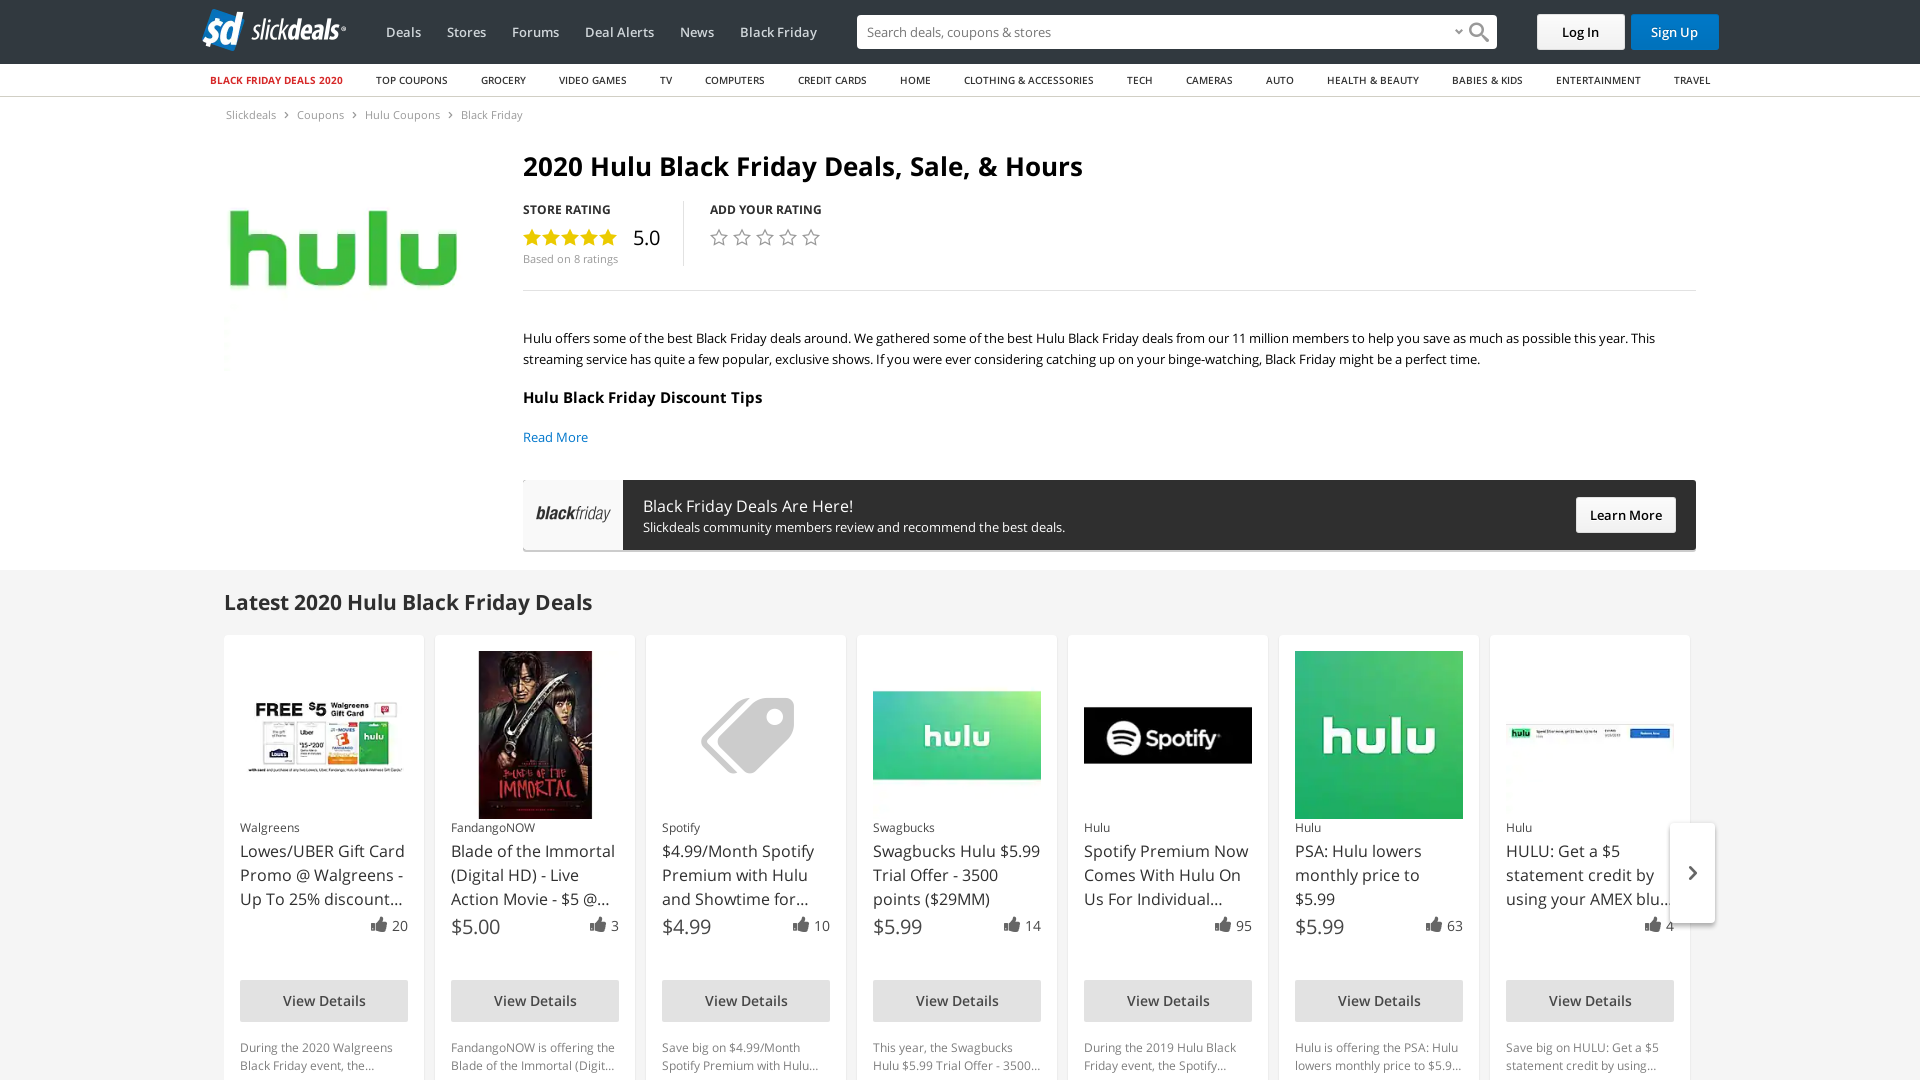 sd slickdeals
Deals
Stores
Forums
Deal Alerts
News
Black Friday
Search deals, coupons & stores
Log In
Sign Up
BLACK FRIDAY DEALS 2020
TOP COUPONS
GROCERY
VIDEO GAMES
TV
COMPUTERS
CREDIT CARDS
HOME
CLOTHING & ACCESSORIES
TECH
CAMERAS
AUTO
HEALTH & BEAUTY
BABIES & KIDS
ENTERTAINMENT
TRAVEL
Slickdeals › Coupons › Hulu Coupons › Black Friday
hulu
2020 Hulu Black Friday Deals, Sale, & Hours
STORE RATING
5.0
Based on 8 ratings
ADD YOUR RATING
Hulu offers some of the best Black Friday deals around. We gathered some of the best Hulu Black Friday deals from our 11 million members to help you save as much as possible this year. This
streaming service has quite a few popular, exclusive shows. If you were ever considering catching up on your binge-watching, Black Friday might be a perfect time.
Hulu Black Friday Discount Tips
Read More
blackfriday
Black Friday Deals Are Here!
Slickdeals community members review and recommend the best deals.
Learn More
Latest 2020 Hulu Black Friday Deals
FREE $5 Walgreens
Gift Card
Uber
hulu
Walgreens
Lowes/UBER Gift Card
Promo @ Walgreens -
Up To 25% discount...
20
View Details
During the 2020 Walgreens
Black Friday event, the...
BLADE OF THE
IMMORTAL
FandangoNOW
Blade of the Immortal
(Digital HD) - Live
Action Movie - $5 @...
$5.00
3
View Details
FandangoNOW is offering the
Blade of the Immortal (Digit...
Spotify
$4.99/Month Spotify
Premium with Hulu
and Showtime for...
$4.99
10
View Details
Save big on $4.99/Month
Spotify Premium with Hulu...
hulu
Swagbucks
Swagbucks Hulu $5.99
Trial Offer - 3500
points ($29MM)
$5.99
14
View Details
This year, the Swagbucks
Hulu $5.99 Trial Offer - 3500...
Spotify
Hulu
Spotify Premium Now
Comes With Hulu On
Us For Individual...
95
View Details
During the 2019 Hulu Black
Friday event, the Spotify...
hulu
Hulu
PSA: Hulu lowers
monthly price to
$5.99
$5.99
63
View Details
Hulu is offering the PSA: Hulu
lowers monthly price to $5.9...
hulu
Hulu
HULU: Get a $5
statement credit by
using your AMEX blu...
4
View Details
Save big on HULU: Get a $5
statement credit by using...